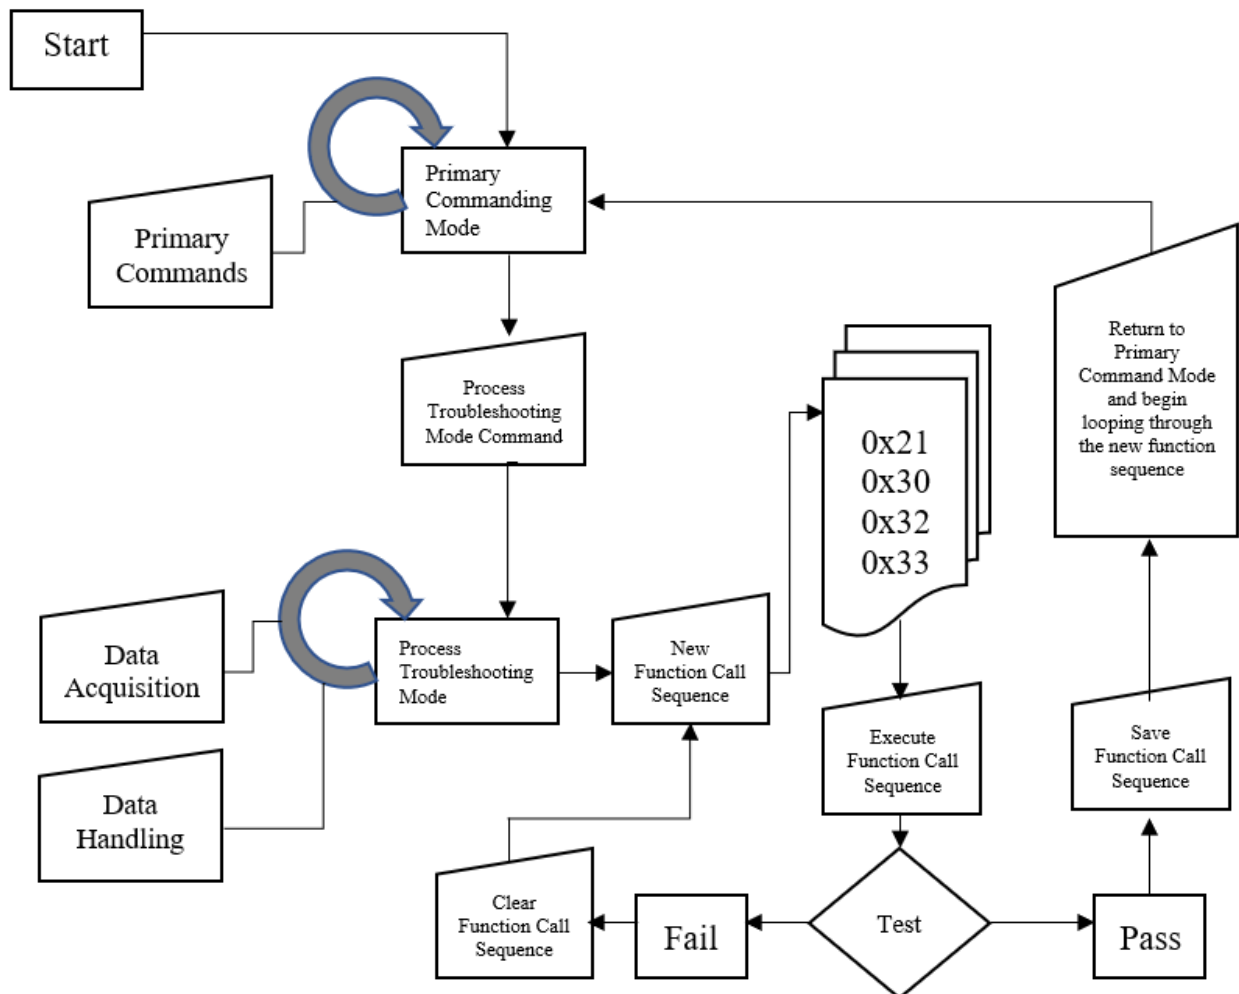 Start
Primary
Commanding
Mode
Primary
Commands
Process
Troubleshooting
Mode Command
Return to
Primary
Command Mode
and begin
looping through
the new function
sequence
0x21
0x30
0x32
0x33
Data
Acquisition
Process
Troubleshooting
Mode
New
Function Call
Sequence
Execute
Function Call
Sequence
Save
Function Call
Sequence
Data
Handling
Clear
Function Call
Sequence
Fail
Test
Pass